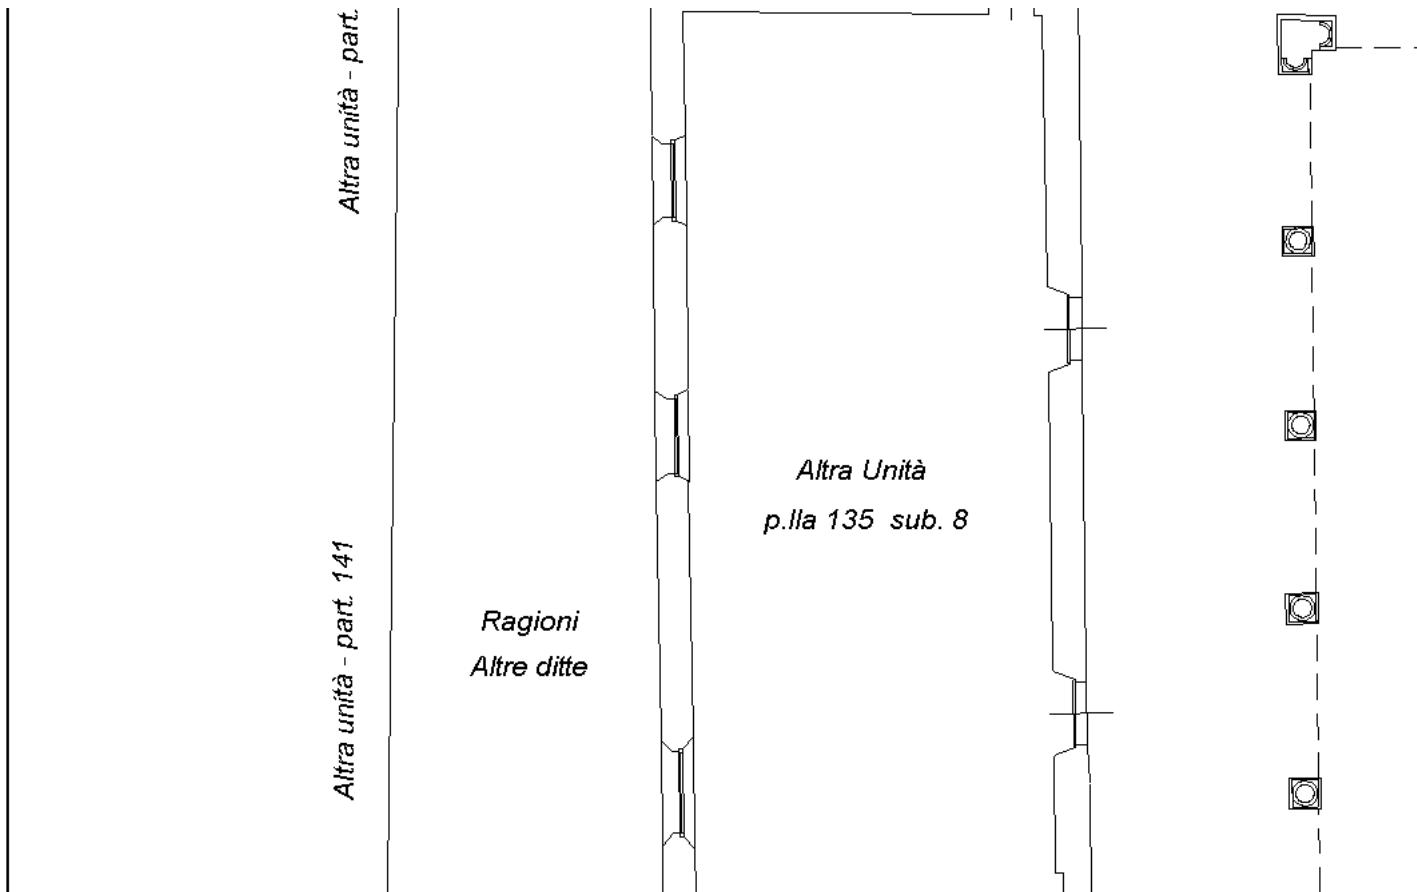 Altra unità - part.
Altra unità - part. 141
Ragioni
Altre ditte
Altra Unità
p.lla 135 sub. 8